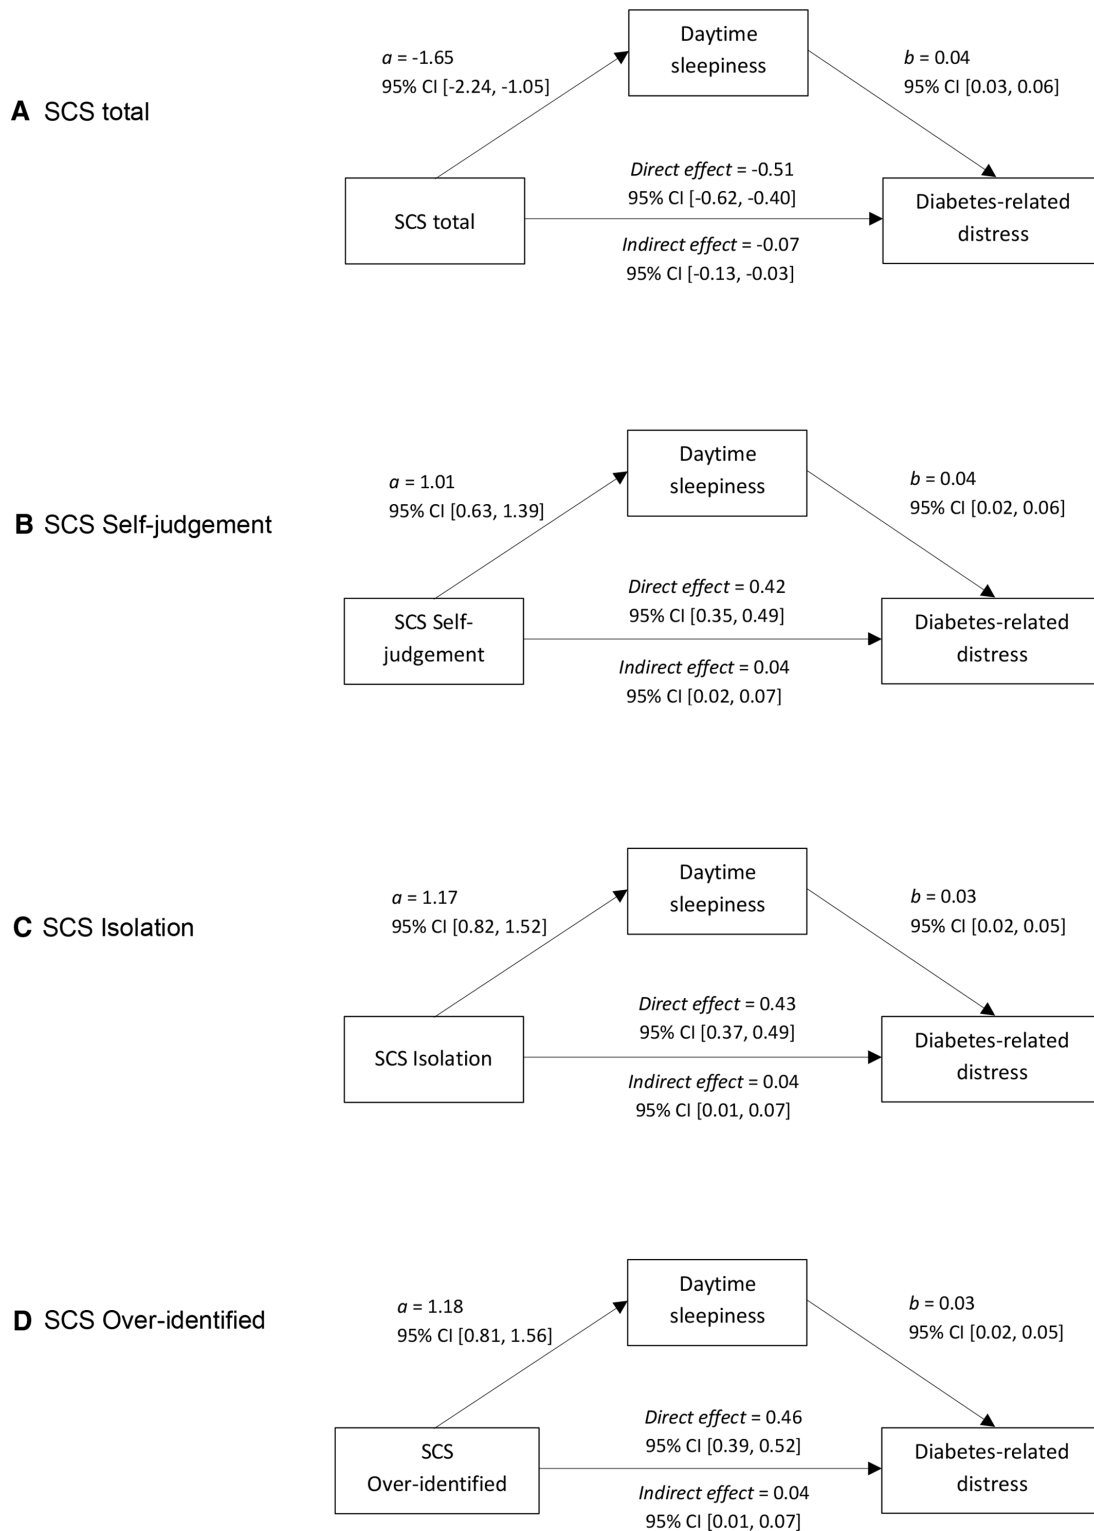 Daytime
sleepiness
a = -1.65
95% CI [-2.24, -1.05]
b = 0.04
95% CI [0.03, 0.06]
A SCS total
Direct effect = -0.51
95% CI [-0.62, -0.40]
SCS total
Diabetes-related
distress
Indirect effect = -0.07
95% CI [-0.13, -0.03]
Daytime
sleepiness
a = 1.01
95% CI [0.63, 1.39]
b = 0.04
95% CI [0.02, 0.06]
B SCS Self-judgement
Direct effect = 0.42
95% CI [0.35, 0.49]
SCS Self-
judgement
Diabetes-related
distress
Indirect effect = 0.04
95% CI [0.02, 0.07]
Daytime
sleepiness
a = 1.17
95% CI [0.82, 1.52]
b = 0.03
95% CI [0.02, 0.05]
C SCS Isolation
Direct effect = 0.43
95% CI [0.37, 0.49]
SCS Isolation
Diabetes-related
distress
Indirect effect = 0.04
95% CI [0.01, 0.07]
Daytime
sleepiness
a = 1.18
95% CI [0.81, 1.56]
b = 0.03
95% CI [0.02, 0.05]
D SCS Over-identified
Direct effect = 0.46
95% CI [0.39, 0.52]
SCS
Over-identified
Diabetes-related
distress
Indirect effect = 0.04
95% CI [0.01, 0.07]